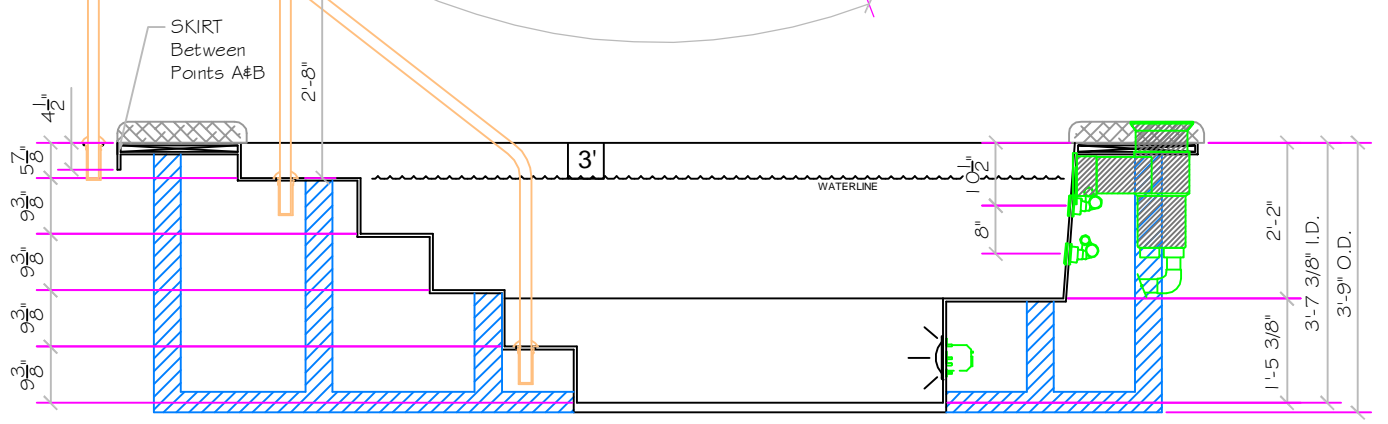 SKIRT
Between
Points A&B
4 1/2"
2'-8"
5 7/8"
9 3/8"
9 3/8"
9 3/8"
9 3/8"
3'
WATERLINE
10 1/2"
8"
2'-2"
1'-5 3/8"
3'-7 3/8" I.D.
3'-9" O.D.